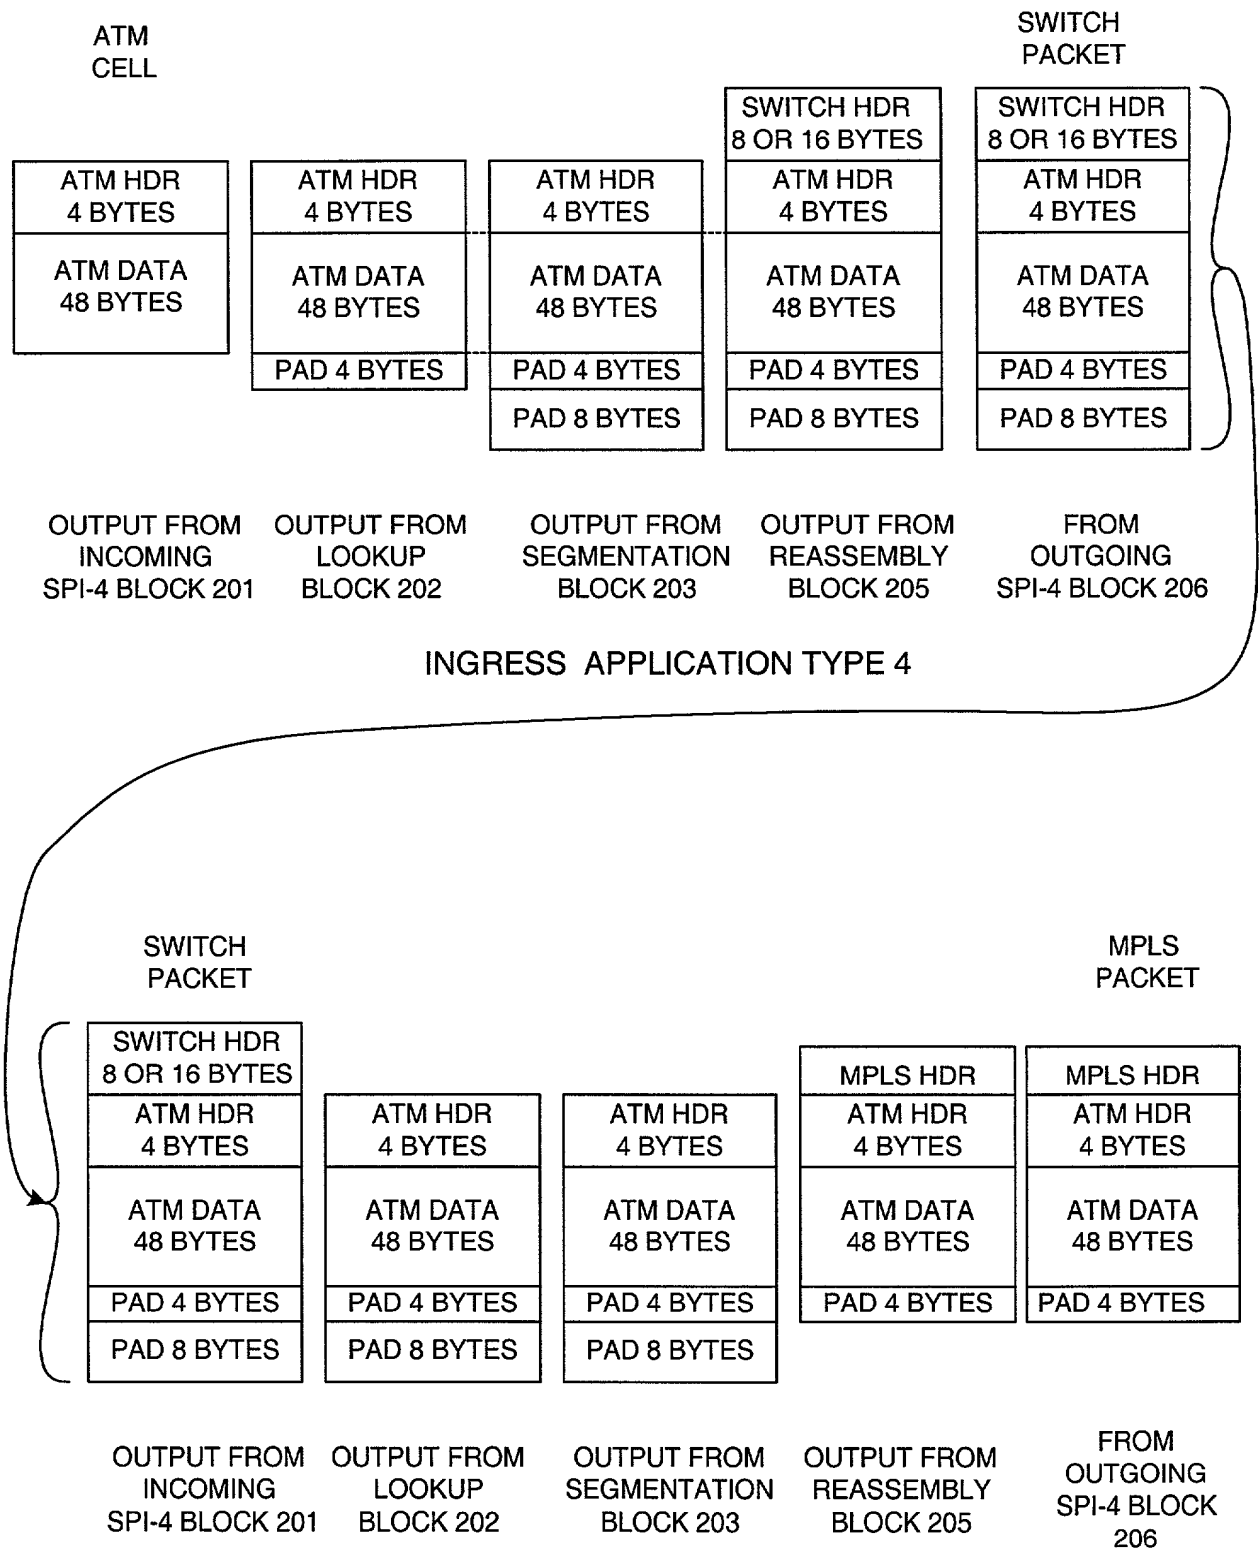 ATM
CELL
SWITCH
PACKET
ATM HDR
4 BYTES
ATM DATA
48 BYTES
ATM HDR
4 BYTES
ATM DATA
48 BYTES
PAD 4 BYTES
ATM HDR
4 BYTES
ATM DATA
48 BYTES
PAD 4 BYTES
PAD 8 BYTES
SWITCH HDR
8 OR 16 BYTES
ATM HDR
4 BYTES
ATM DATA
48 BYTES
PAD 4 BYTES
PAD 8 BYTES
SWITCH HDR
8 OR 16 BYTES
ATM HDR
4 BYTES
ATM DATA
48 BYTES
PAD 4 BYTES
PAD 8 BYTES
OUTPUT FROM
INCOMING
SPI-4 BLOCK 201
OUTPUT FROM
LOOKUP
BLOCK 202
OUTPUT FROM
SEGMENTATION
BLOCK 203
OUTPUT FROM
REASSEMBLY
BLOCK 205
FROM
OUTGOING
SPI-4 BLOCK 206
INGRESS APPLICATION TYPE 4
SWITCH
PACKET
MPLS
PACKET
SWITCH HDR
8 OR 16 BYTES
ATM HDR
4 BYTES
ATM DATA
48 BYTES
PAD 4 BYTES
PAD 8 BYTES
ATM HDR
4 BYTES
ATM DATA
48 BYTES
PAD 4 BYTES
PAD 8 BYTES
ATM HDR
4 BYTES
ATM DATA
48 BYTES
PAD 4 BYTES
PAD 8 BYTES
MPLS HDR
ATM HDR
4 BYTES
ATM DATA
48 BYTES
PAD 4 BYTES
MPLS HDR
ATM HDR
4 BYTES
ATM DATA
48 BYTES
PAD 4 BYTES
OUTPUT FROM
INCOMING
SPI-4 BLOCK 201
OUTPUT FROM
LOOKUP
BLOCK 202
OUTPUT FROM
SEGMENTATION
BLOCK 203
OUTPUT FROM
REASSEMBLY
BLOCK 205
FROM
OUTGOING
SPI-4 BLOCK
206